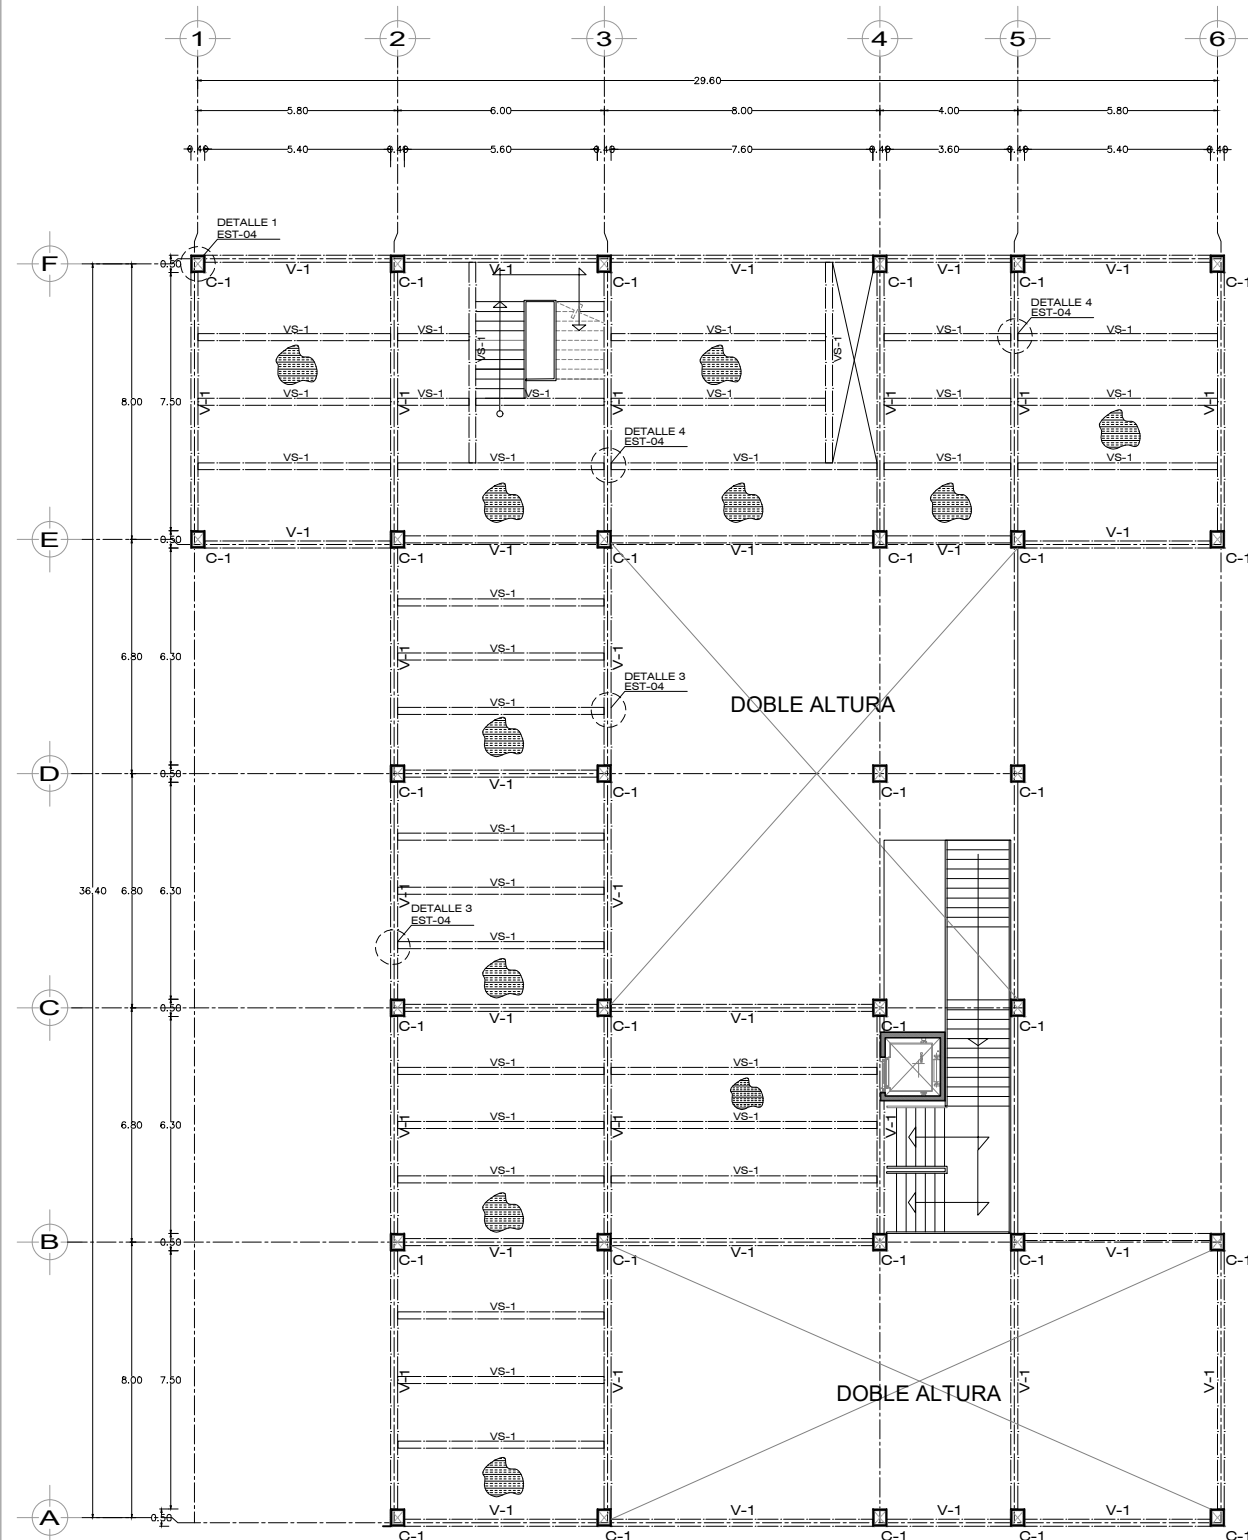 1 2 3 4 5 6
29.60
5.80 6.00 8.00 4.00 5.80
0.40 5.40 0.40 5.60 0.40 7.60 0.40 3.60 0.40 5.40 0.40
DETALLE 1
EST-04
F 0.50 V-1 V-1 V-1 V-1 V-1
C-1 C-1 C-1 C-1 C-1 C-1
DETALLE 4
EST-04
VS-1 VS-1 VS-1 VS-1 VS-1
VS-1 VS-1
VS-1 VS-1 VS-1 VS-1 VS-1 VS-1
8.00 7.50 V-1 V-1 V-1 V-1 V-1 V-1
DETALLE 4
EST-04
VS-1 VS-1 VS-1 VS-1 VS-1
E 0.50 V-1 V-1 V-1 V-1 V-1
C-1 C-1 C-1 C-1 C-1 C-1
VS-1
6.80 6.30 V-1 VS-1 V-1
DETALLE 3
EST-04
VS-1 DOBLE ALTURA
D 0.50 V-1
C-1 C-1 C-1 C-1
VS-1
36.40 6.80 6.30 V-1 VS-1 V-1
DETALLE 3
EST-04
VS-1
C 0.50 V-1 V-1
C-1 C-1 C-1 C-1
VS-1 VS-1
6.80 6.30 V-1 VS-1 V-1 VS-1 V-1
VS-1 VS-1
B 0.50 V-1 V-1 V-1
C-1 C-1 C-1 C-1 C-1
VS-1
8.00 7.50 V-1 VS-1 V-1 V-1 V-1
DOBLE ALTURA
VS-1
A 0.50 V-1 V-1 V-1 V-1
C-1 C-1 C-1 C-1 C-1